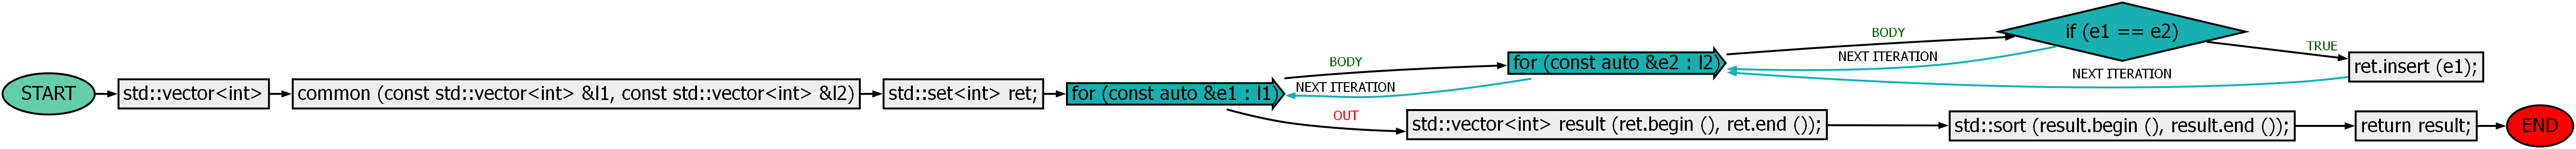 START
std::vector<int>
common (const std::vector<int> &l1, const std::vector<int> &l2)
std::set<int> ret;
for (const auto &e1 : l1)
BODY
NEXT ITERATION
OUT
for (const auto &e2 : l2)
BODY
NEXT ITERATION
NEXT ITERATION
if (e1 == e2)
TRUE
ret.insert (e1);
std::vector<int> result (ret.begin (), ret.end ());
std::sort (result.begin (), result.end ());
return result;
END